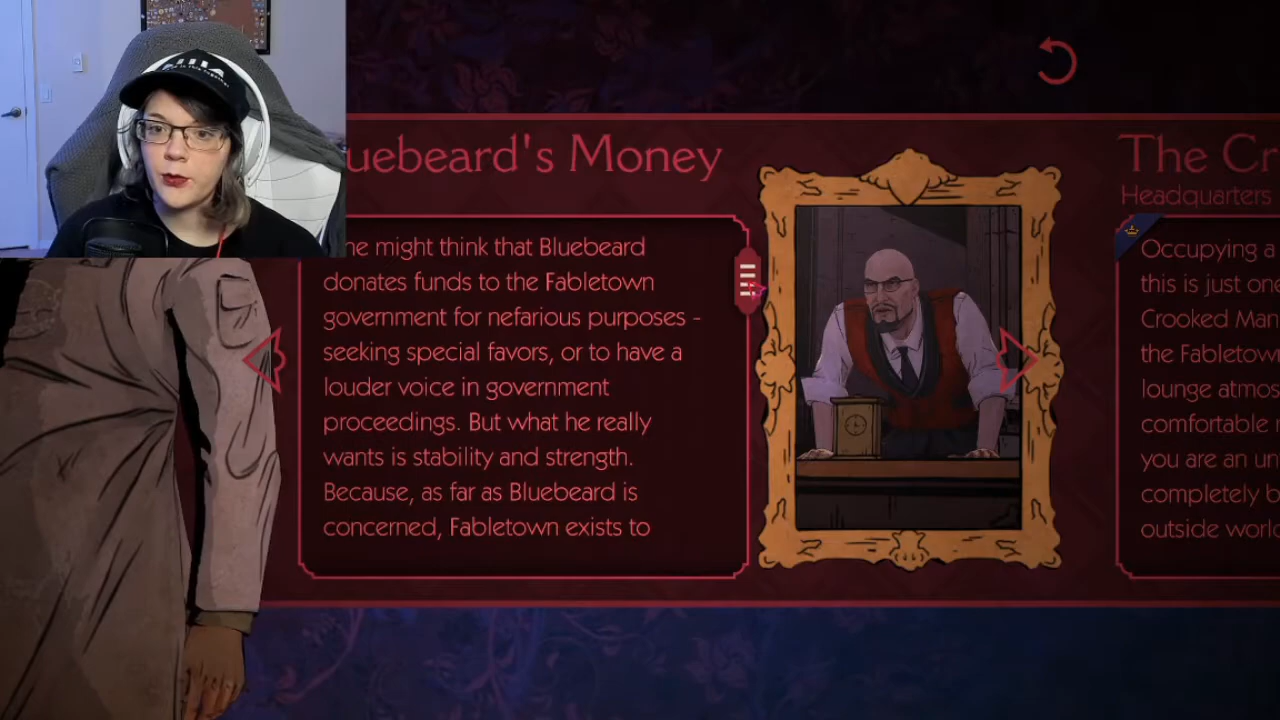 luebeard's Money
ne might think that Bluebeard
donates funds to the Fabletown
government for nefarious purposes -
seeking special favors, or to have a
louder voice in government
proceedings. But what he really
wants is stability and strength.
Because, as far as Bluebeard is
concerned, Fabletown exists to
The Cr
Headquarters
Occupying a
this is just one
Crooked Man
the Fabletow
lounge atmos
comfortable
you are an un
completely b
outside world